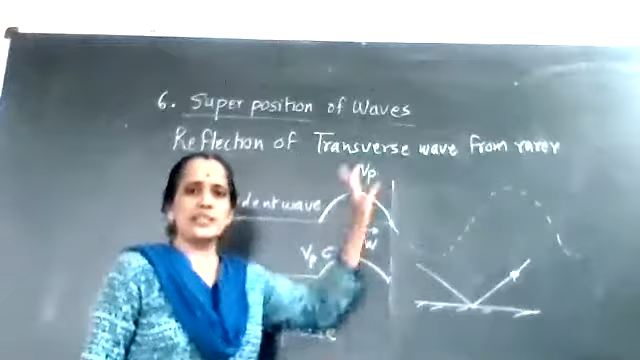 6. Super position of Waves
Reflection of Transverse wave from rarer
dent wave
Vp
Vp